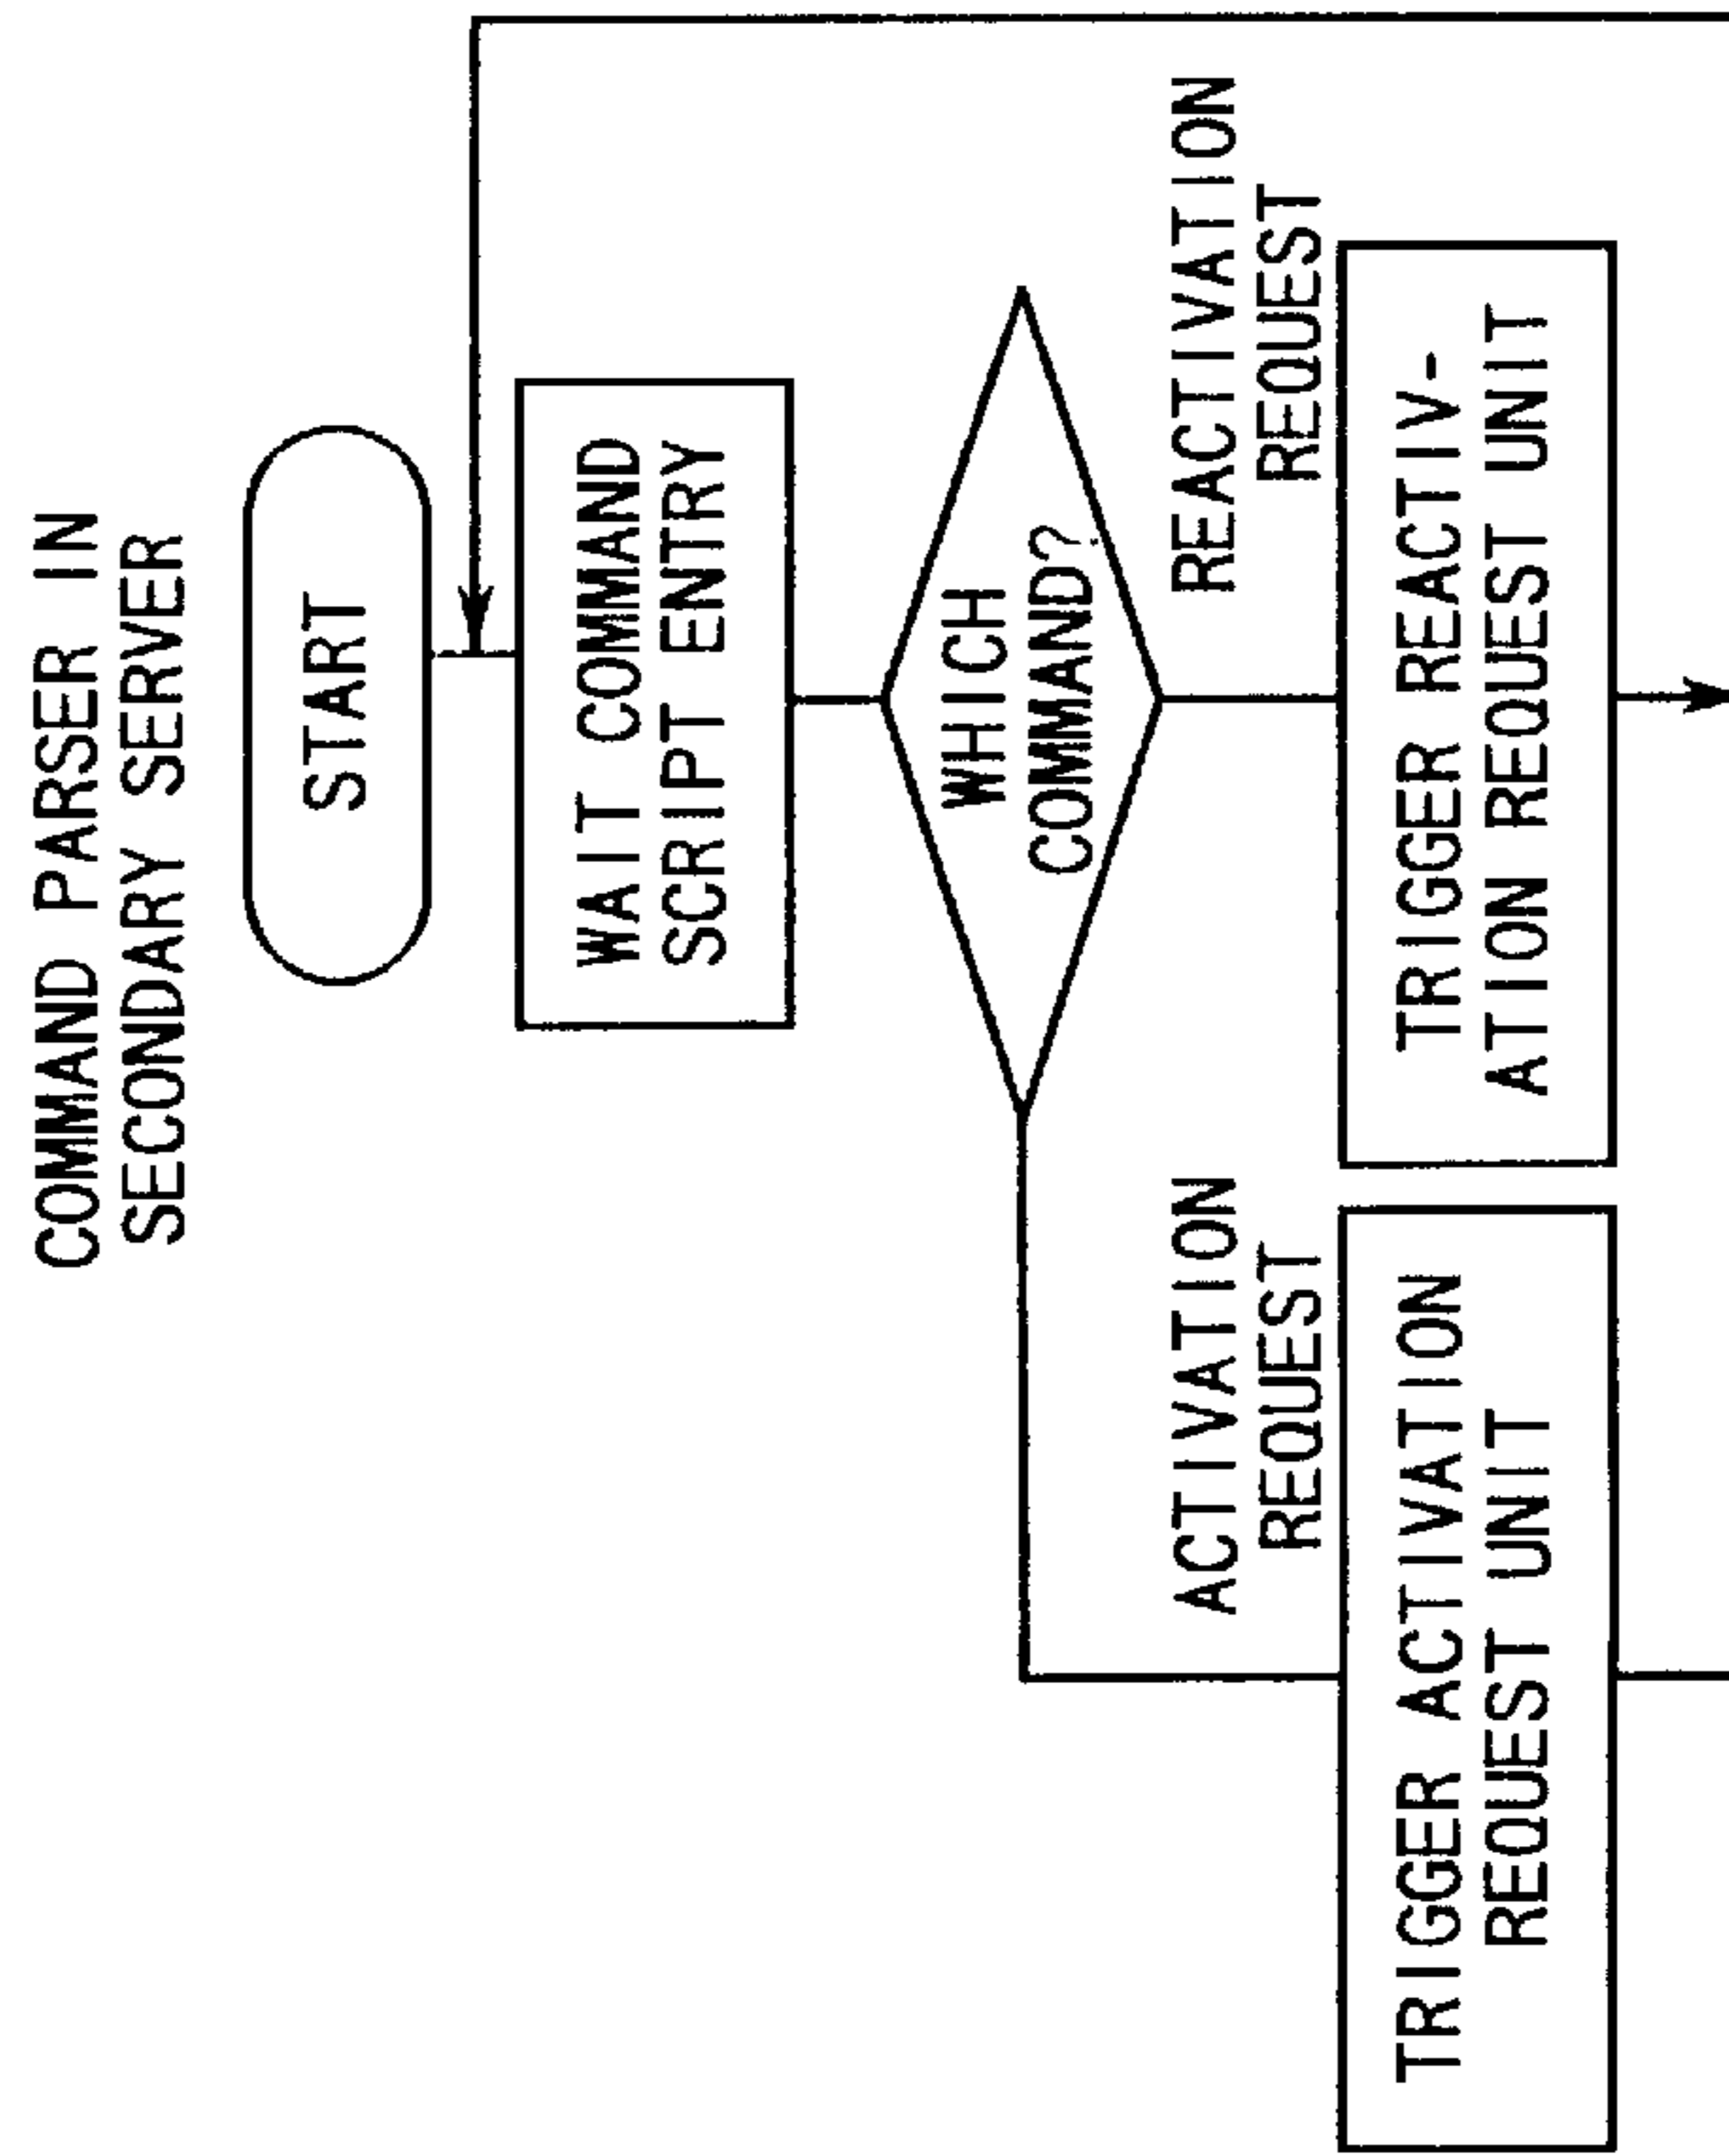 COMMAND PARSER IN
SECONDARY SERVER
START
WAIT COMMAND
SCRIPT ENTRY
WHICH
COMMAND?
ACTIVATION
REQUEST
REACTIVATION
REQUEST
TRIGGER ACTIVATION
REQUEST UNIT
TRIGGER REACTIV-
ATION REQUEST UNIT